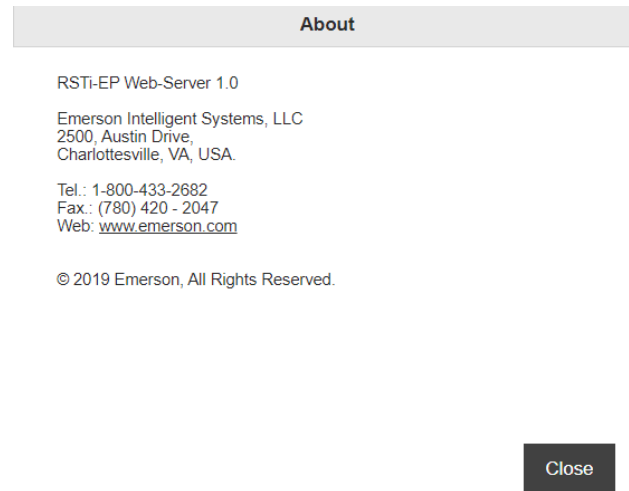 About
RSTi-EP Web-Server 1.0
Emerson Intelligent Systems, LLC
2500, Austin Drive,
Charlottesville, VA, USA.
Tel.: 1-800-433-2682
Fax.: (780) 420 - 2047
Web: www.emerson.com
© 2019 Emerson, All Rights Reserved.
Close